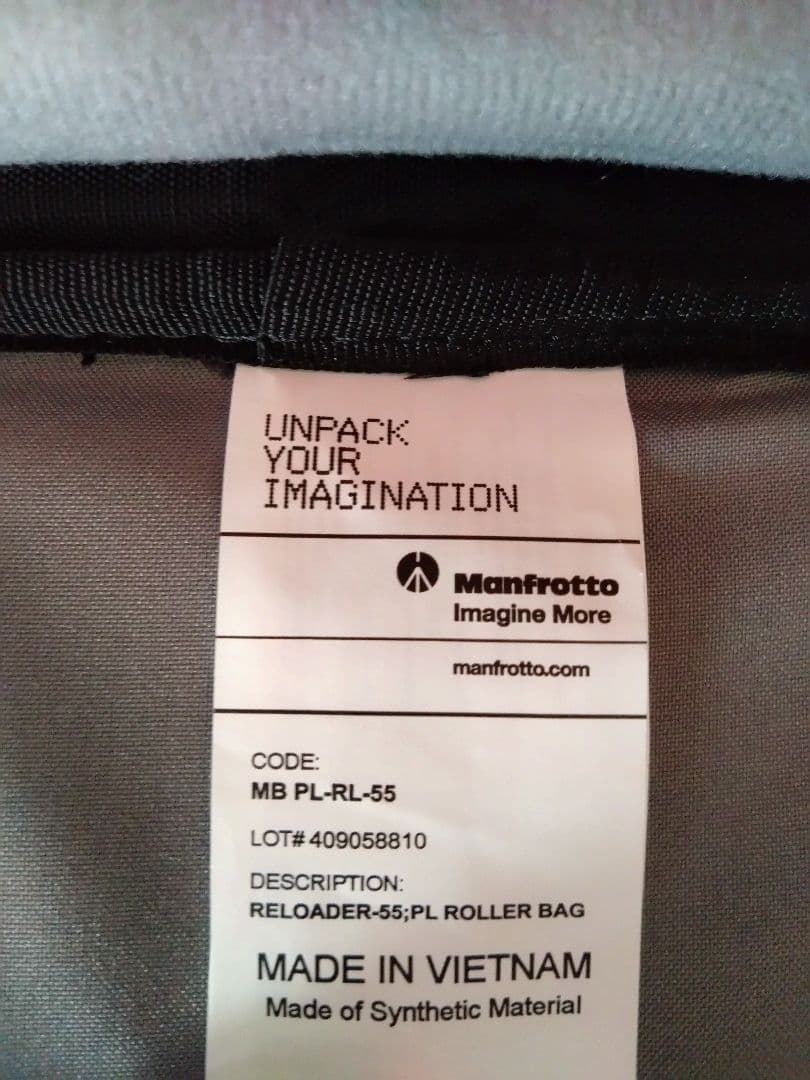 UNPACK
YOUR
IMAGINATION
Manfrotto
Imagine More
manfrotto.com
CODE:
MB PL-RL-55
LOT# 409058810
DESCRIPTION:
RELOADER-55;PL ROLLER BAG
MADE IN VIETNAM
Made of Synthetic Material